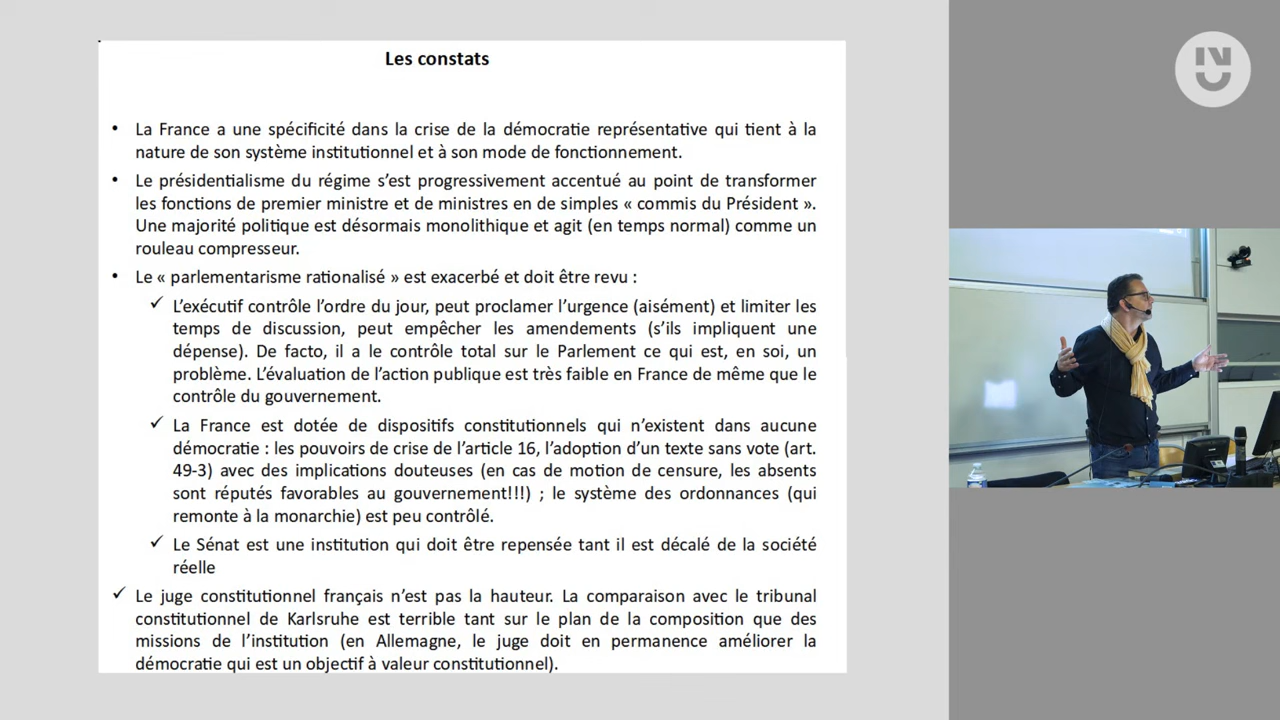 Les constats
• La France a une spécificité dans la crise de la démocratie représentative qui tient à la
nature de son système institutionnel et à son mode de fonctionnement.
• Le présidentialisme du régime s’est progressivement accentué au point de transformer
les fonctions de premier ministre et de ministres en de simples « commis du Président ».
Une majorité politique est désormais monolithique et agit (en temps normal) comme un
rouleau compresseur.
• Le « parlementarisme rationalisé » est exacerbé et doit être revu :
✓ L’exécutif contrôle l’ordre du jour, peut proclamer l’urgence (aisément) et limiter les
temps de discussion, peut empêcher les amendements (s’ils impliquent une
dépense). De facto, il a le contrôle total sur le Parlement ce qui est, en soi, un
problème. L’évaluation de l’action publique est très faible en France de même que le
contrôle du gouvernement.
✓ La France est dotée de dispositifs constitutionnels qui n’existent dans aucune
démocratie : les pouvoirs de crise de l’article 16, l’adoption d’un texte sans vote (art.
49-3) avec des implications douteuses (en cas de motion de censure, les absents
sont réputés favorables au gouvernement!!!) ; le système des ordonnances (qui
remonte à la monarchie) est peu contrôlé.
✓ Le Sénat est une institution qui doit être repensée tant il est décalé de la société
réelle
✓ Le juge constitutionnel français n’est pas la hauteur. La comparaison avec le tribunal
constitutionnel de Karlsruhe est terrible tant sur le plan de la composition que des
missions de l’institution (en Allemagne, le juge doit en permanence améliorer la
démocratie qui est un objectif à valeur constitutionnel).